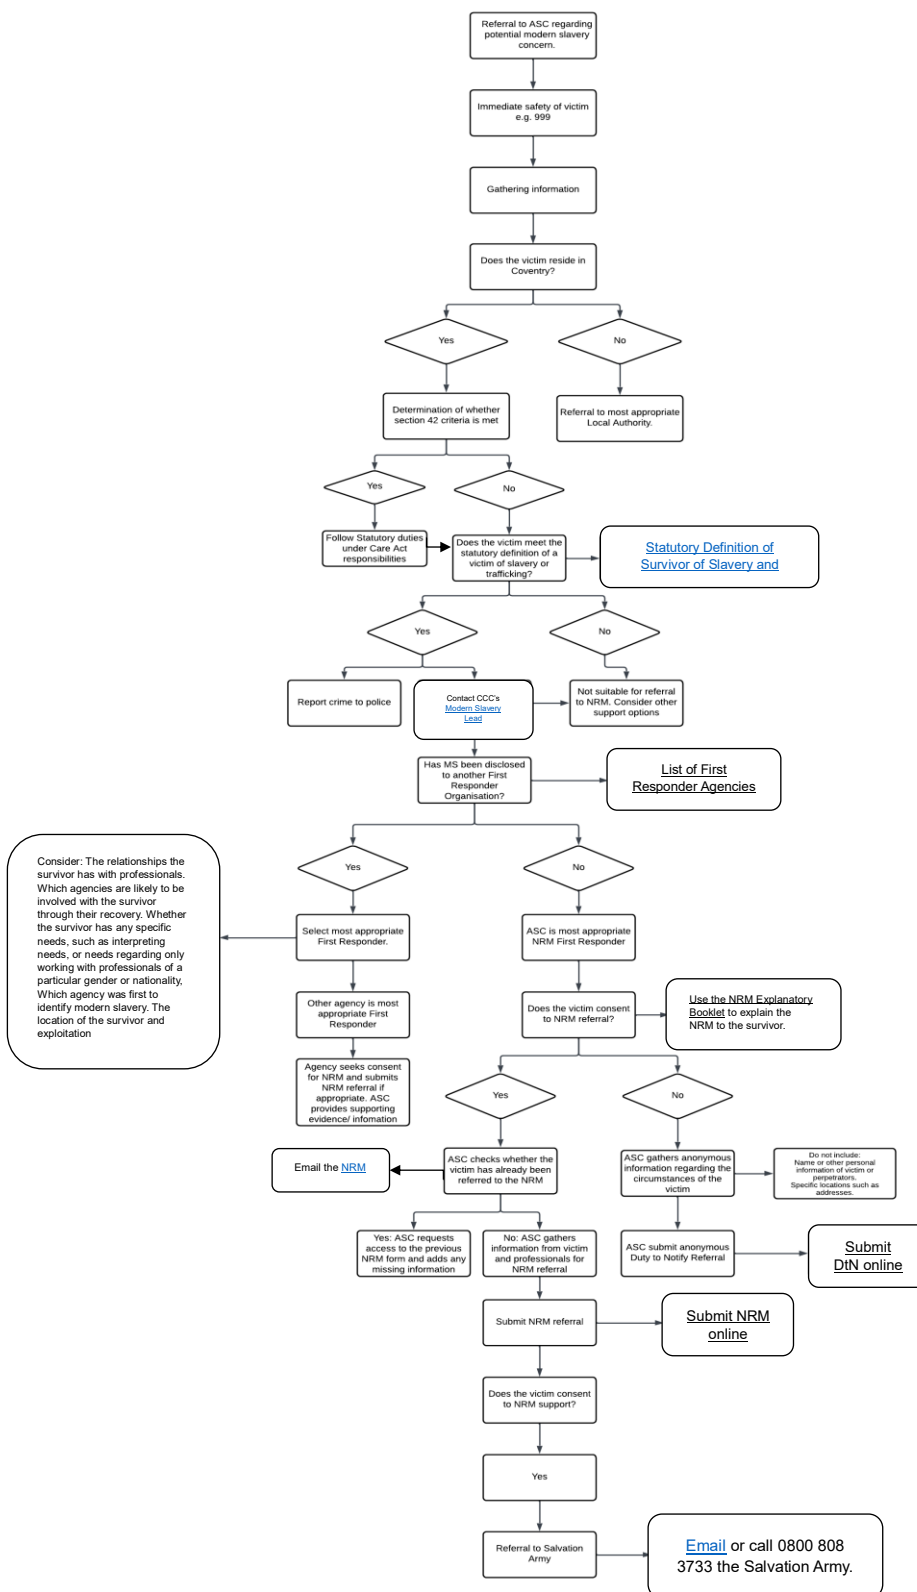 Referral to ASC regarding
potential modern slavery
concern.
Immediate safety of victim
e.g. 999
Gathering information
Does the victim reside in
Coventry?
Yes
No
Determination of whether
section 42 criteria is met
Referral to most appropriate
Local Authority.
Yes
No
Follow Statutory duties
under Care Act
responsibilities
Does the victim meet the
statutory definition of a
victim of slavery or
trafficking?
Statutory Definition of
Survivor of Slavery and
Yes
No
Report crime to police
Contact CCC's
Modern Slavery
Lead
Not suitable for referral
to NRM. Consider other
support options
Has MS been disclosed
to another First
Responder
Organisation?
List of First
Responder Agencies
Consider: The relationships the
survivor has with professionals.
Which agencies are likely to be
involved with the survivor
through their recovery. Whether
the survivor has any specific
needs, such as interpreting
needs, or needs regarding only
working with professionals of a
particular gender or nationality,
Which agency was first to
identify modern slavery. The
location of the survivor and
exploitation
Yes
No
Select most appropriate
First Responder.
ASC is most appropriate
NRM First Responder
Other agency is most
appropriate First
Responder
Does the victim consent
to NRM referral?
Use the NRM Explanatory
Booklet to explain the
NRM to the survivor.
Agency seeks consent
for NRM and submits
NRM referral if
appropriate. ASC
provides supporting
evidence/ infomation
Yes
No
Email the NRM
ASC checks whether the
victim has already been
referred to the NRM
ASC gathers anonymous
information regarding the
circumstances of the
victim
Do not include:
Name or other personal
information of victim or
perpetrators.
Specific locations such as
addresses.
Yes: ASC requests
access to the previous
NRM form and adds any
missing information
No: ASC gathers
information from victim
and professionals for
NRM referral
ASC submit anonymous
Duty to Notify Referral
Submit
DtN online
Submit NRM referral
Submit NRM
online
Does the victim consent
to NRM support?
Yes
Referral to Salvation
Army
Email or call 0800 808
3733 the Salvation Army.